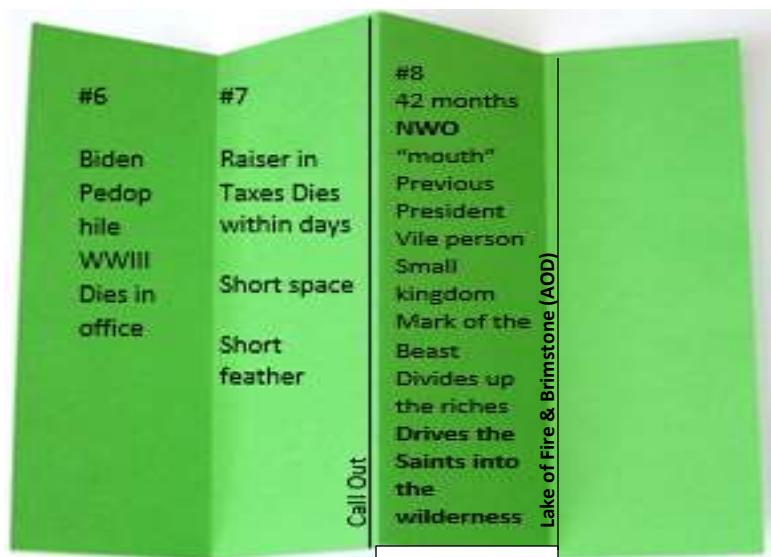 #6
Biden
Pedop
hile
WWIII
Dies in
office
#7
Raiser in
Taxes Dies
within days
Short space
Short
feather
Call Out
#8
42 months
NWO
“mouth”
Previous
President
Vile person
Small
kingdom
Mark of the
Beast
Divides up
the riches
Drives the
Saints into
the
wilderness
Lake of Fire & Brimstone (AOD)